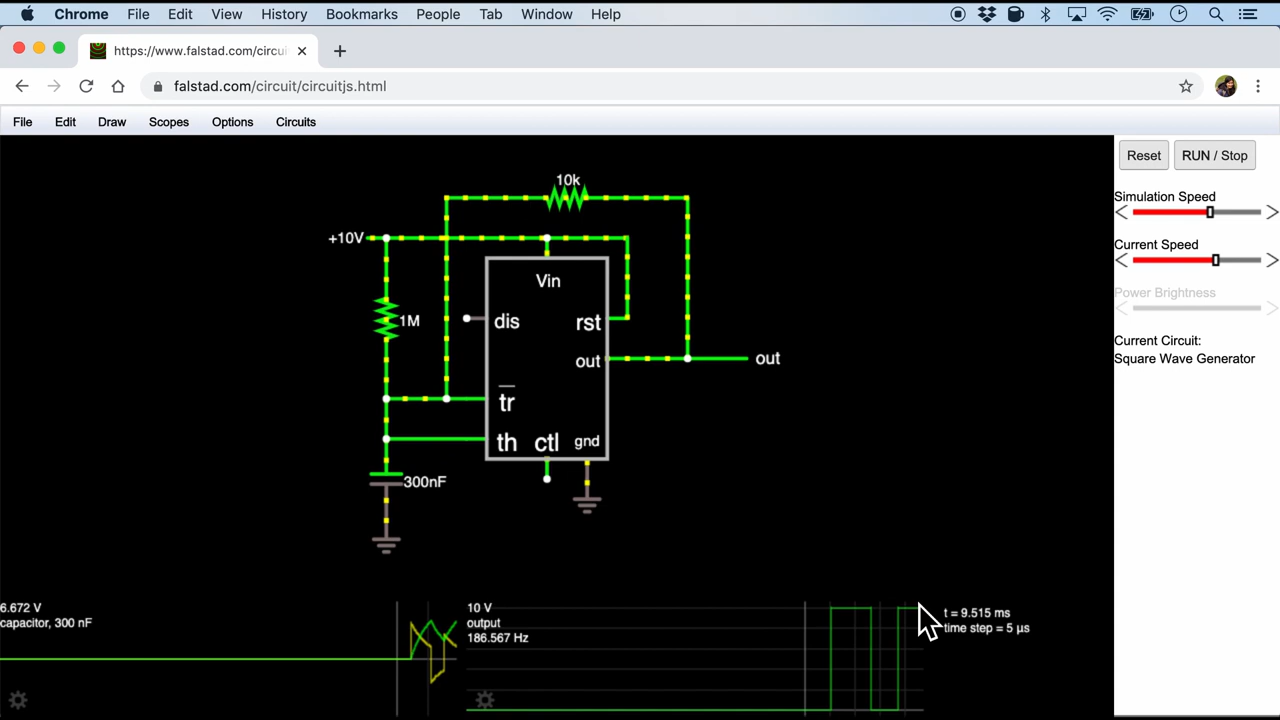 Chrome File Edit View History Bookmarks People Tab Window Help
https://www.falstad.com/circui
falstad.com/circuit/circuitjs.html
File Edit Draw Scopes Options Circuits
Reset RUN / Stop
Simulation Speed
Current Speed
Power Brightness
Current Circuit:
Square Wave Generator
10k
+10V
Vin
1M
dis
rst
out
out
tr
th
ctl
gnd
300nF
6.672 V
capacitor, 300 nF
10 V
output
186.567 Hz
t = 9.515 ms
time step = 5 µs